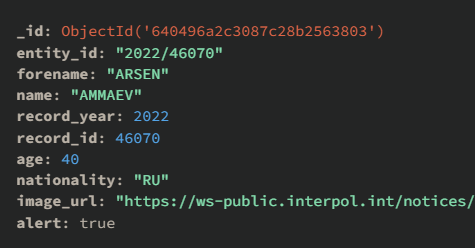 _id: ObjectId('640496a2c3087c28b2563803')
entity_id: "2022/46070"
forename: "ARSEN"
name: "AMMAEV"
record_year: 2022
record_id: 46070
age: 40
nationality: "RU"
image_url: "https://ws-public.interpol.int/notices/
alert: true